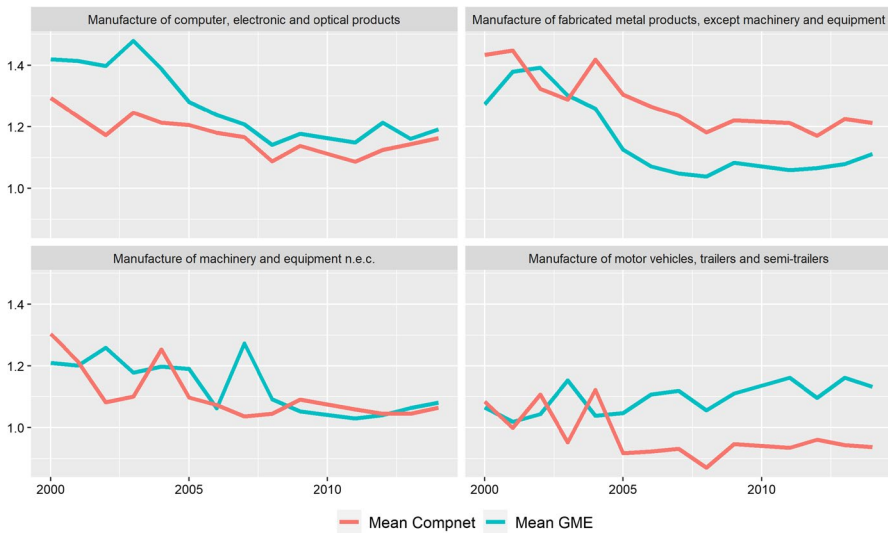 Manufacture of computer, electronic and optical products
Manufacture of fabricated metal products, except machinery and equipment
1.4
1.2
1.0
Manufacture of machinery and equipment n.e.c.
Manufacture of motor vehicles, trailers and semi-trailers
1.4
1.2
1.0
2000 2005 2010
2000 2005 2010
Mean Compnet Mean GME